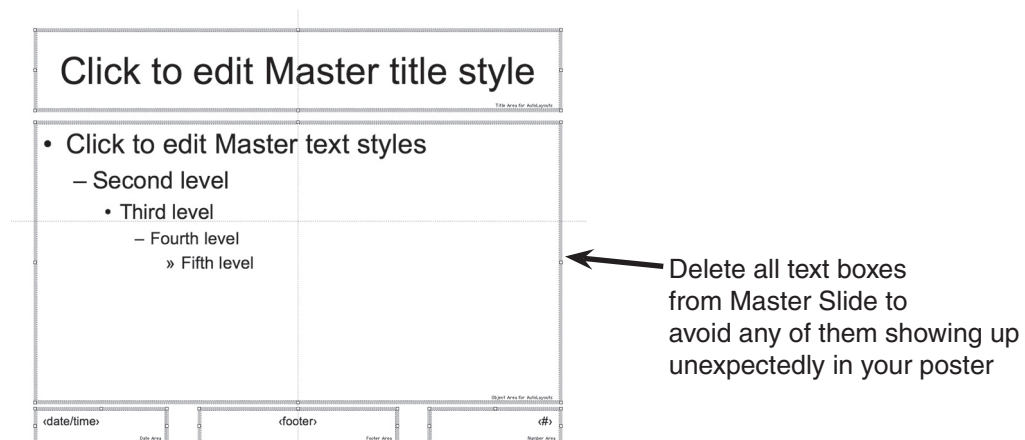 Click to edit Master title style
Title Area for AutoLayouts
• Click to edit Master text styles
– Second level
• Third level
– Fourth level
» Fifth level
Object Area for AutoLayouts
Delete all text boxes
from Master Slide to
avoid any of them showing up
unexpectedly in your poster
‹date/time›
Date Area
‹footer›
Footer Area
‹#›
Number Area